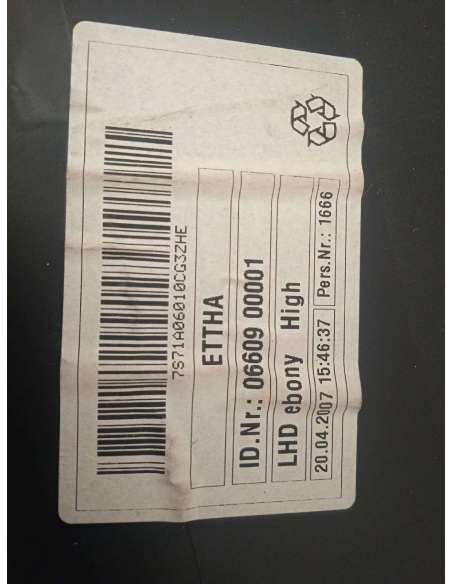 7S71A06010CG3ZHE
ETTHA
ID.Nr.: 06609 00001
LHD ebony High
20.04.2007 15:46:37 Pers.Nr.: 1666